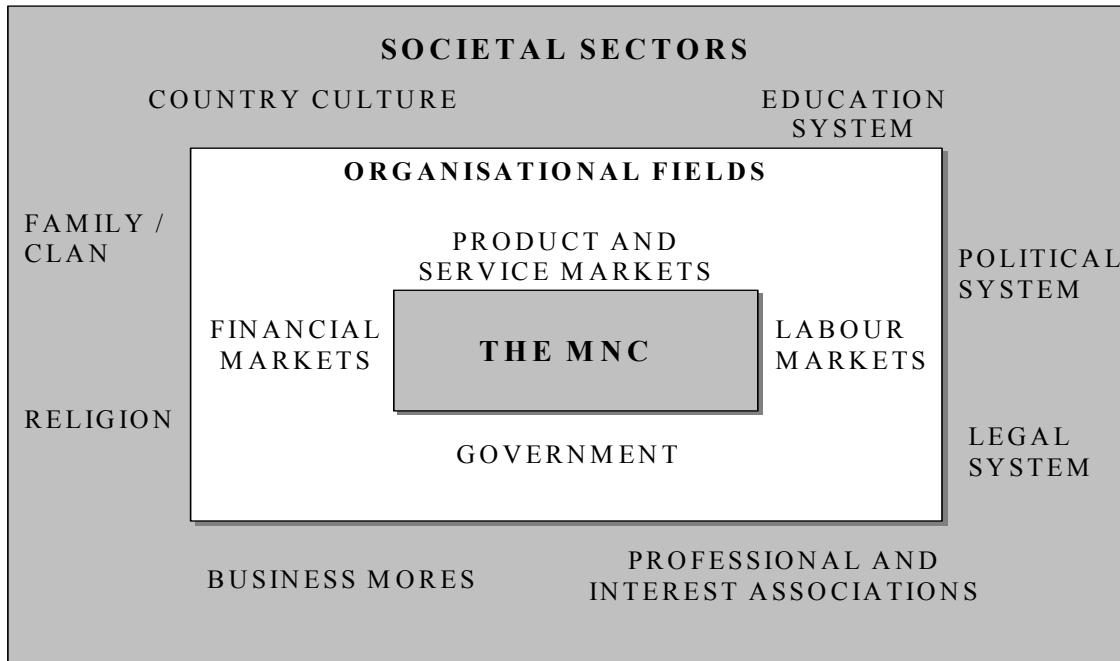 SOCIETAL SECTORS
COUNTRY CULTURE
EDUCATION
SYSTEM
ORGANISATIONAL FIELDS
FAMILY /
CLAN
PRODUCT AND
SERVICE MARKETS
POLITICAL
SYSTEM
FINANCIAL
MARKETS
THE MNC
LABOUR
MARKETS
RELIGION
GOVERNMENT
LEGAL
SYSTEM
BUSINESS MORES
PROFESSIONAL AND
INTEREST ASSOCIATIONS